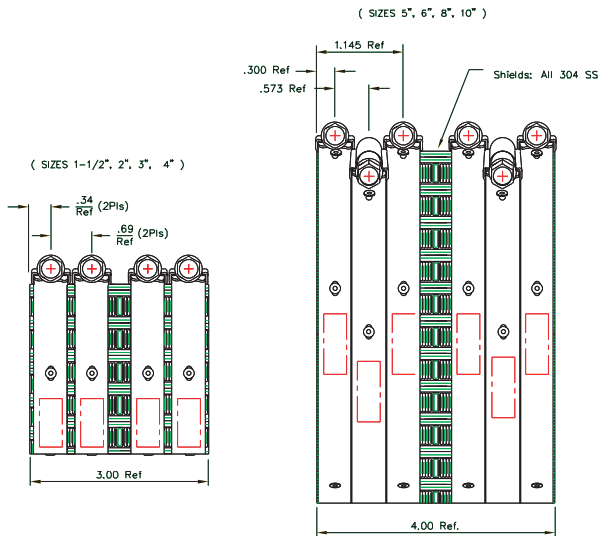 ( SIZES 5", 6", 8", 10" )
1.145 Ref
.300 Ref
.573 Ref
Shields: All 304 SS
( SIZES 1-1/2", 2", 3", 4" )
.34
Ref (2Pls)
.69
Ref (2Pls)
3.00 Ref
4.00 Ref.